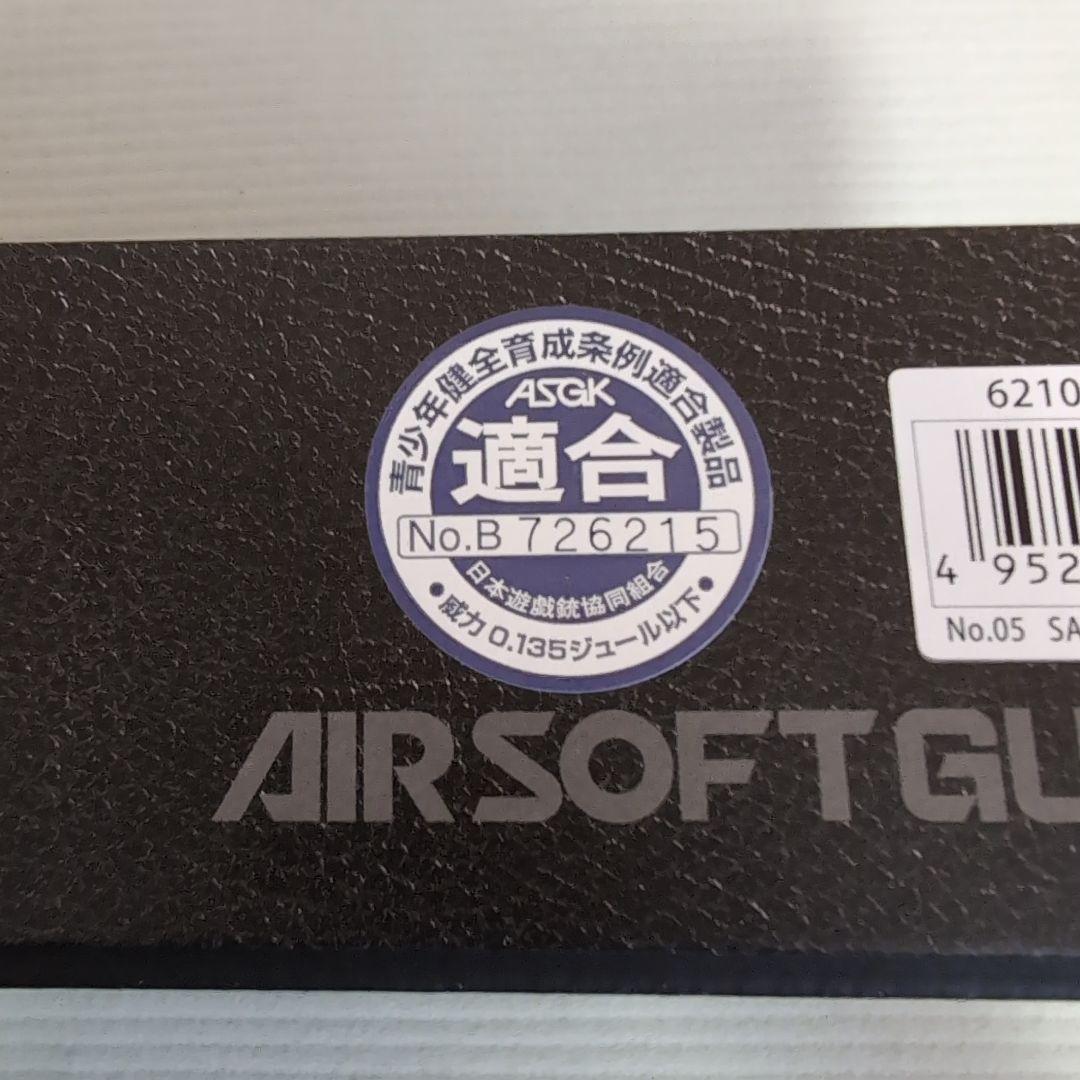 青少年健全育成条例適合製品
ASGK
適合
No.B 726215
日本遊戯銃協同組合
• 威力 0.135ジュール以下 •
6210
4 952
No.05 SA
AIRSOFT GU